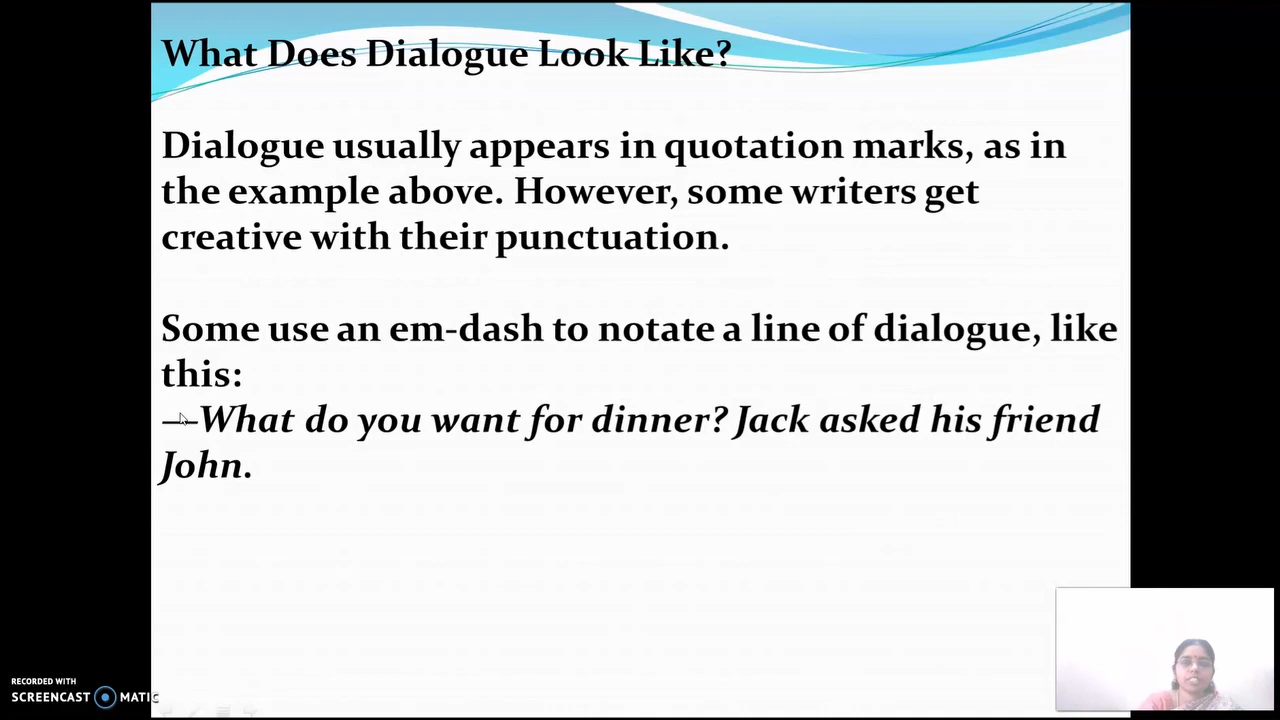 What Does Dialogue Look Like?
Dialogue usually appears in quotation marks, as in
the example above. However, some writers get
creative with their punctuation.
Some use an em-dash to notate a line of dialogue, like
this:
—What do you want for dinner? Jack asked his friend
John.
RECORDED WITH
SCREENCAST MATIC